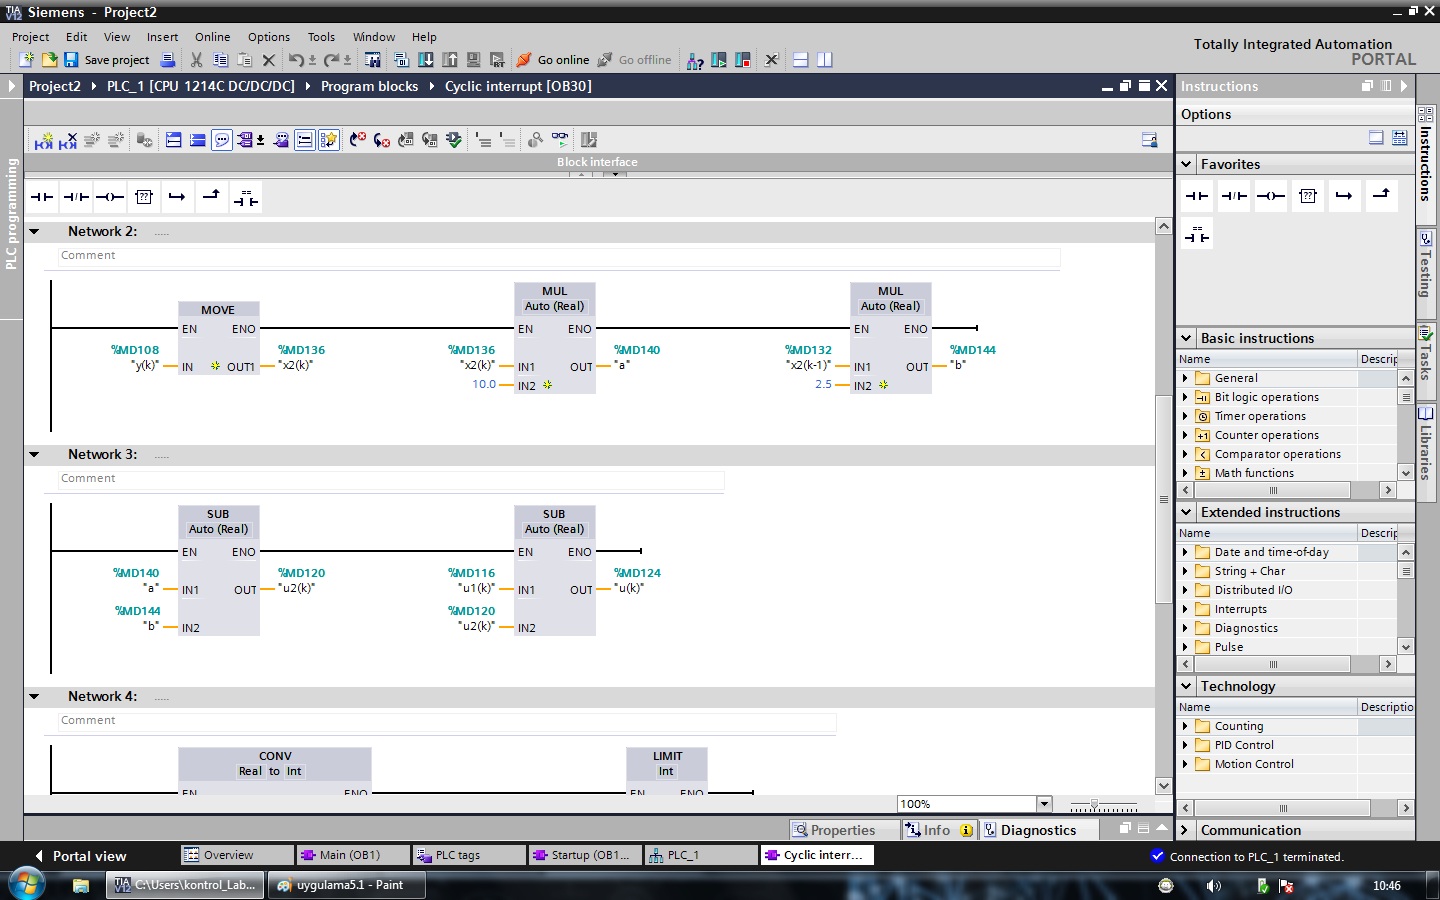 TIA V12 Siemens - Project2
Project Edit View Insert Online Options Tools Window Help
Totally Integrated Automation
PORTAL
Save project Go online Go offline
Project2 PLC_1 [CPU 1214C DC/DC/DC] Program blocks Cyclic interrupt [OB30]
Block interface
PLC programming
Network 2: .....
Comment
MOVE
EN ENO
%MD108
"y(k)" IN OUT1
%MD136
"x2(k)"
MUL
Auto (Real)
EN ENO
%MD136
"x2(k)" IN1 OUT
%MD140
"a"
10.0 IN2
MUL
Auto (Real)
EN ENO
%MD132
"x2(k-1)" IN1 OUT
%MD144
"b"
2.5 IN2
Network 3: .....
Comment
SUB
Auto (Real)
EN ENO
%MD140
"a" IN1 OUT
%MD120
"u2(k)"
%MD144
"b" IN2
SUB
Auto (Real)
EN ENO
%MD116
"u1(k)" IN1 OUT
%MD124
"u(k)"
%MD120
"u2(k)" IN2
Network 4: .....
Comment
CONV
Real to Int
EN ENO
LIMIT
Int
EN ENO
100%
Properties Info Diagnostics
Instructions
Options
Favorites
Basic instructions
Name Descrip
General
Bit logic operations
Timer operations
Counter operations
Comparator operations
Math functions
Extended instructions
Name Descrip
Date and time-of-day
String + Char
Distributed I/O
Interrupts
Diagnostics
Pulse
Technology
Name Descriptio
Counting
PID Control
Motion Control
Communication
Instructions
Testing
Tasks
Libraries
Portal view Overview Main (OB1) PLC tags Startup (OB1... PLC_1 Cyclic interr... Connection to PLC_1 terminated.
C:\Users\kontrol_Lab... uygulama5.1 - Paint 10:46